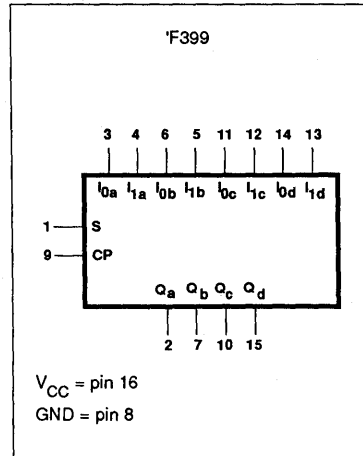 'F399
3 4 6 5 11 12 14 13
I0a I1a I0b I1b I0c I1c I0d I1d
1 S
9 CP
Qa Qb Qc Qd
2 7 10 15
VCC = pin 16
GND = pin 8